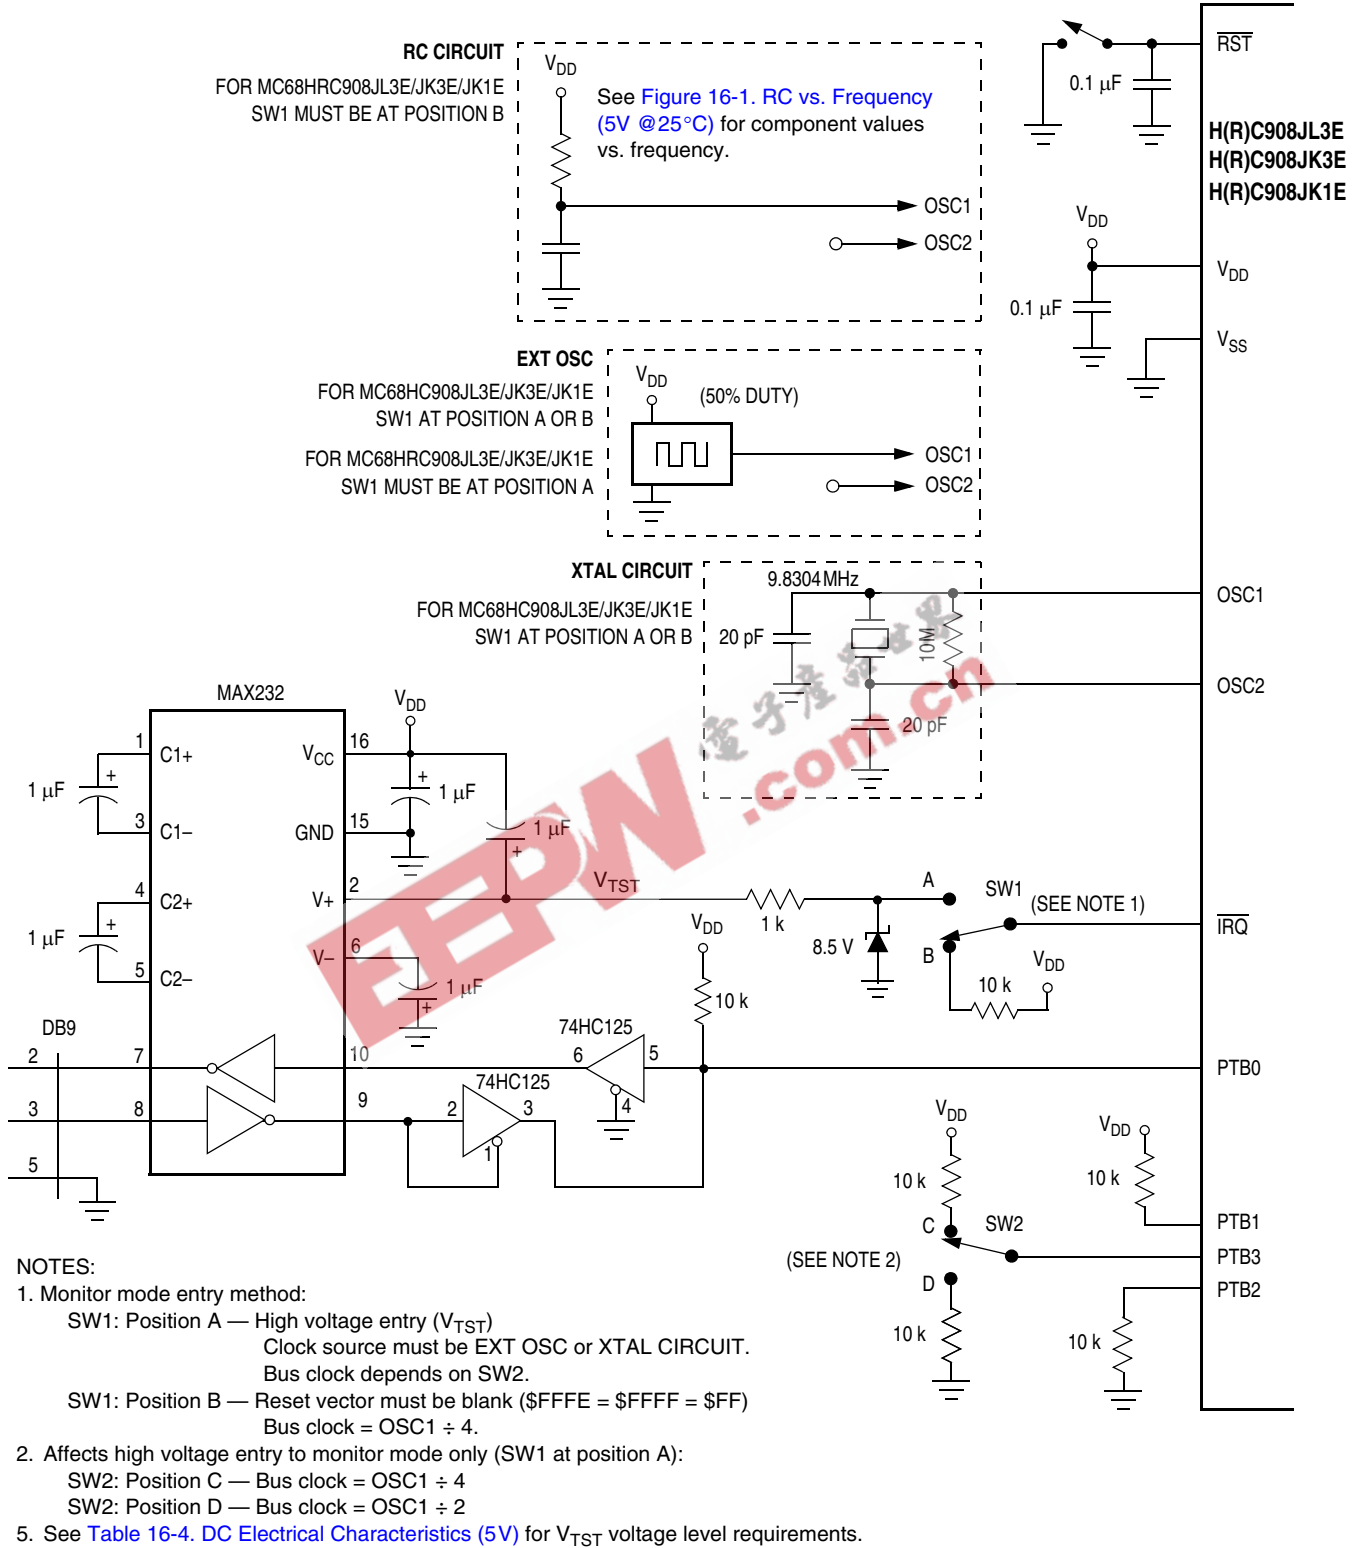 RC CIRCUIT
FOR MC68HRC908JL3E/JK3E/JK1E
SW1 MUST BE AT POSITION B
VDD
See Figure 16-1. RC vs. Frequency
(5V @25°C) for component values
vs. frequency.
OSC1
OSC2
RST
0.1 µF
H(R)C908JL3E
H(R)C908JK3E
H(R)C908JK1E
VDD
VDD
0.1 µF
VSS
EXT OSC
FOR MC68HC908JL3E/JK3E/JK1E
SW1 AT POSITION A OR B
FOR MC68HRC908JL3E/JK3E/JK1E
SW1 MUST BE AT POSITION A
VDD
(50% DUTY)
OSC1
OSC2
XTAL CIRCUIT
FOR MC68HC908JL3E/JK3E/JK1E
SW1 AT POSITION A OR B
9.8304MHz
20 pF
10M
20 pF
OSC1
OSC2
MAX232
VDD
1
C1+
VCC
16
1 µF
+
+
1 µF
3
C1–
GND
15
1 µF
+
4
C2+
V+
2
VTST
1 µF
+
5
C2–
V–
6
1 µF
+
1 k
8.5 V
A
SW1
(SEE NOTE 1)
IRQ
B
VDD
10 k
VDD
10 k
DB9
2
7
10
74HC125
6
5
4
PTB0
3
8
9
74HC125
2
3
1
5
VDD
10 k
C
SW2
(SEE NOTE 2)
D
10 k
VDD
10 k
PTB1
PTB3
PTB2
10 k
電子產品世界
EEPW
.com.cn
NOTES:
1. Monitor mode entry method:
SW1: Position A — High voltage entry (VTST)
Clock source must be EXT OSC or XTAL CIRCUIT.
Bus clock depends on SW2.
SW1: Position B — Reset vector must be blank ($FFFE = $FFFF = $FF)
Bus clock = OSC1 ÷ 4.
2. Affects high voltage entry to monitor mode only (SW1 at position A):
SW2: Position C — Bus clock = OSC1 ÷ 4
SW2: Position D — Bus clock = OSC1 ÷ 2
5. See Table 16-4. DC Electrical Characteristics (5V) for VTST voltage level requirements.